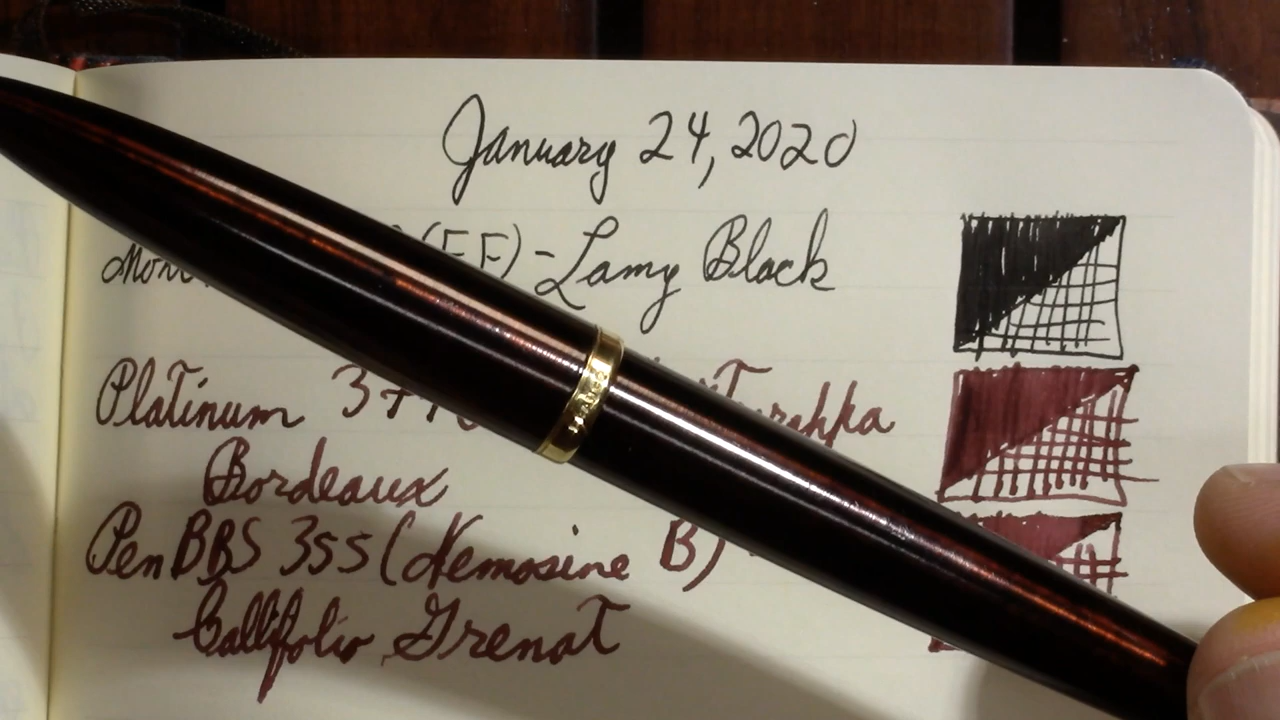 January 24, 2020
(EF) - Lamy Black
Platinum
Bordeaux
PenBBS 355 (Nemosine B)
Callifolio Grenat